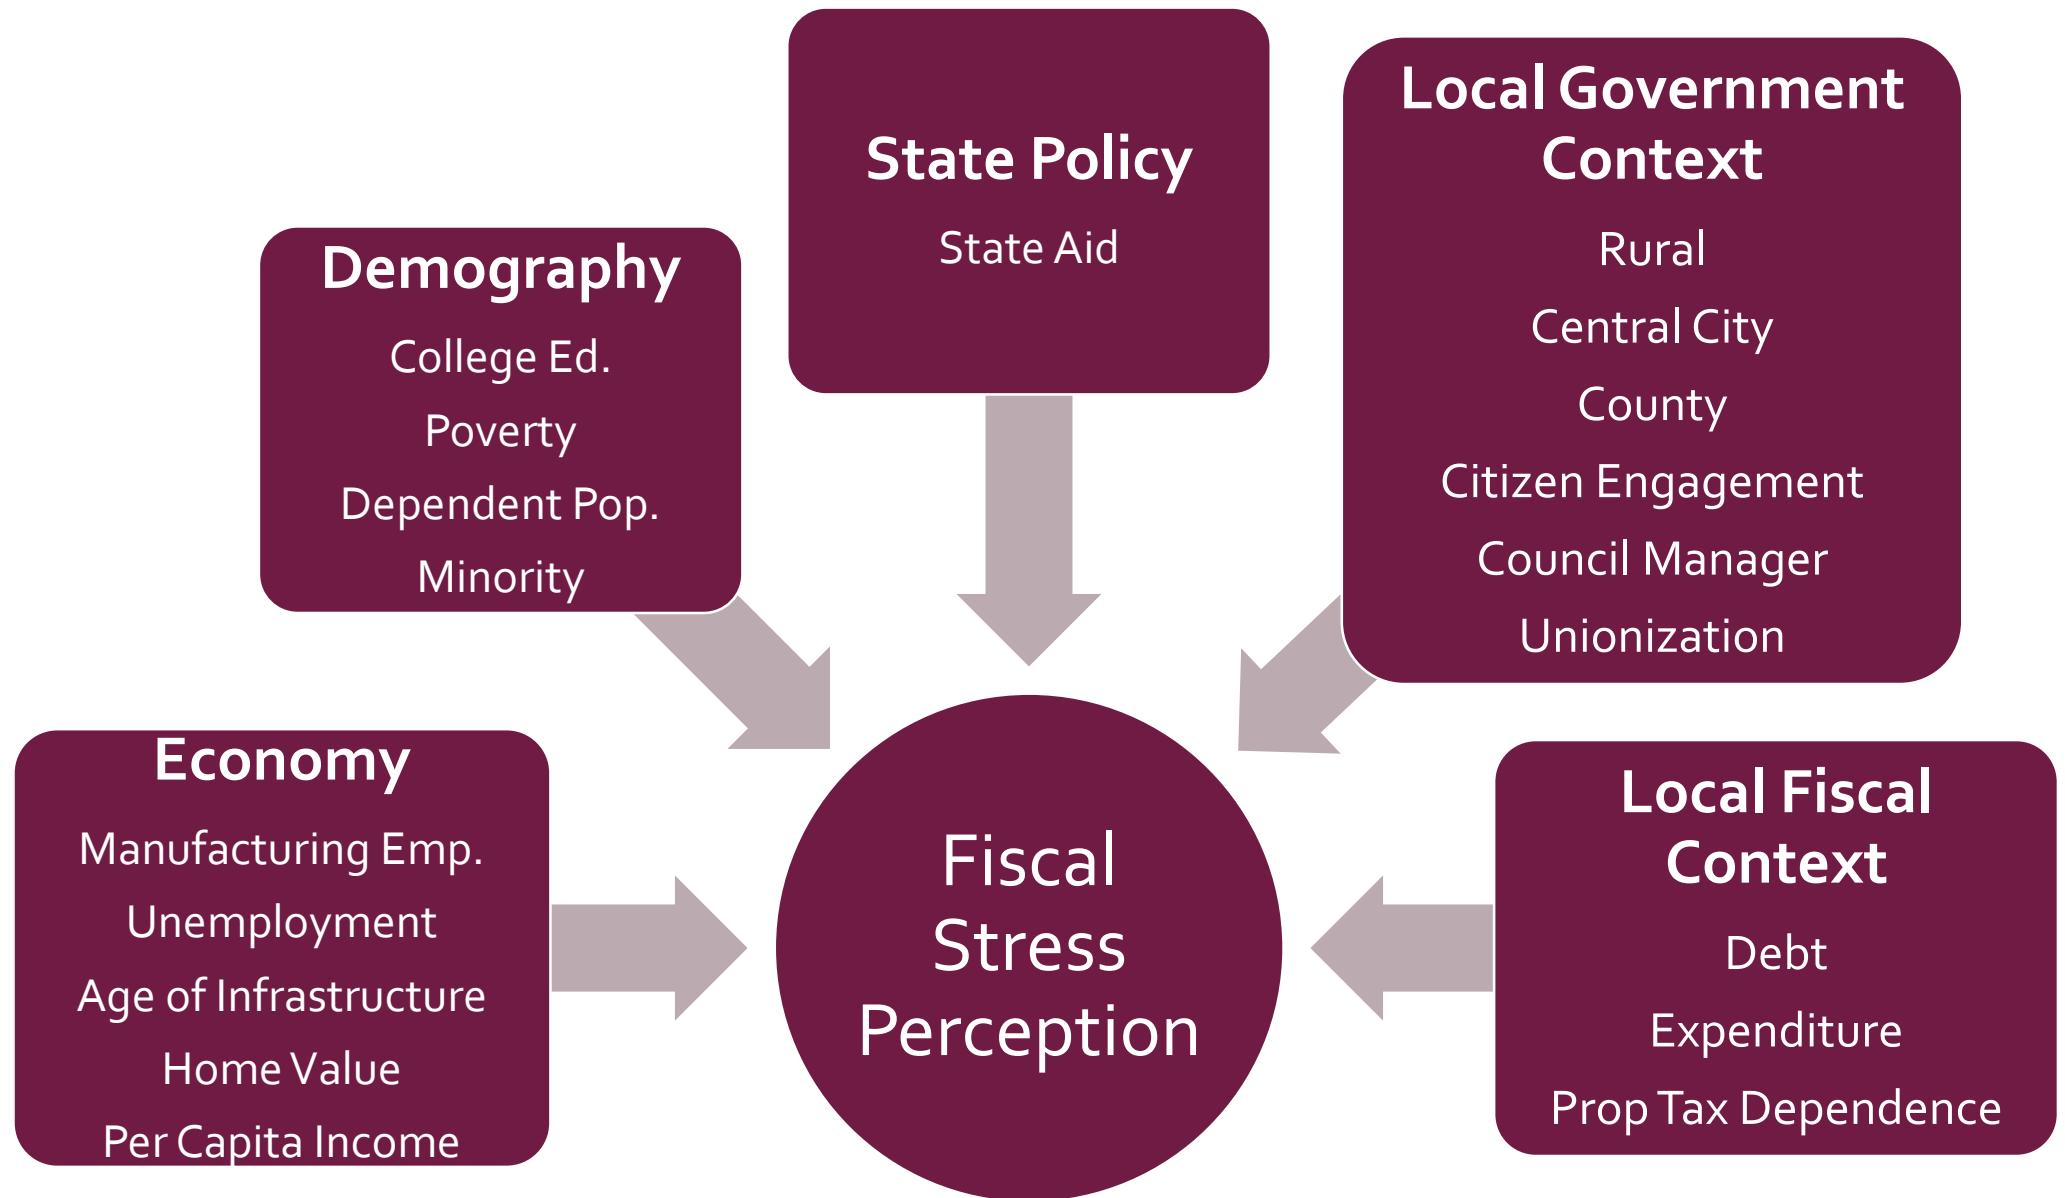 State Policy
State Aid
Local Government
Context
Rural
Central City
County
Citizen Engagement
Council Manager
Unionization
Demography
College Ed.
Poverty
Dependent Pop.
Minority
Economy
Manufacturing Emp.
Unemployment
Age of Infrastructure
Home Value
Per Capita Income
Fiscal
Stress
Perception
Local Fiscal
Context
Debt
Expenditure
Prop Tax Dependence